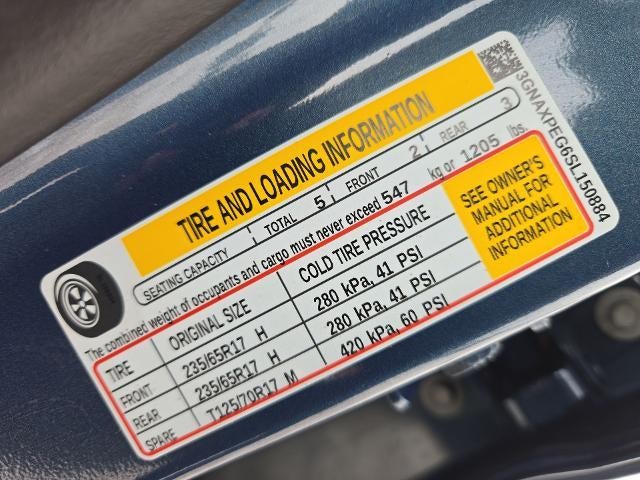 TIRE AND LOADING INFORMATION
SEATING CAPACITY TOTAL 5 FRONT 2 REAR 3
The combined weight of occupants and cargo must never exceed 547 kg or 1205 lbs.
TIRE ORIGINAL SIZE COLD TIRE PRESSURE
FRONT 235/65R17 H 280 kPa, 41 PSI
REAR 235/65R17 H 280 kPa, 41 PSI
SPARE T125/70R17 M 420 kPa, 60 PSI
SEE OWNER'S
MANUAL FOR
ADDITIONAL
INFORMATION
3GNAXPEG6SL150884